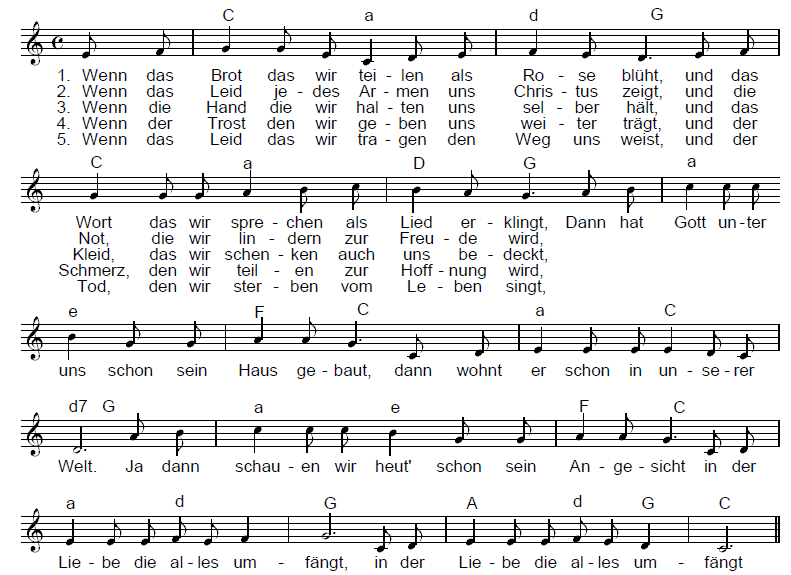 C a d G
1. Wenn das Brot das wir tei - len als Ro - se blüht, und das
2. Wenn das Leid je - des Ar - men uns Chris - tus zeigt, und die
3. Wenn die Hand die wir hal - ten uns sel - ber hält, und das
4. Wenn der Trost den wir ge - ben uns wei - ter trägt, und der
5. Wenn das Leid das wir tra - gen den Weg uns weist, und der
C a D G a
Wort das wir spre - chen als Lied er - klingt, Dann hat Gott un - ter
Not, die wir lin - dern zur Freu - de wird,
Kleid, das wir schen - ken auch uns be - deckt,
Schmerz, den wir teil - en zur Hoff - nung wird,
Tod, den wir ster - ben vom Le - ben singt,
e F C a C
uns schon sein Haus ge - baut, dann wohnt er schon in un - se - rer
d7 G a e F C
Welt. Ja dann schau - en wir heut' schon sein An - ge - sicht in der
a d G A d G C
Lie - be die al - les um - fängt, in der Lie - be die al - les um - fängt